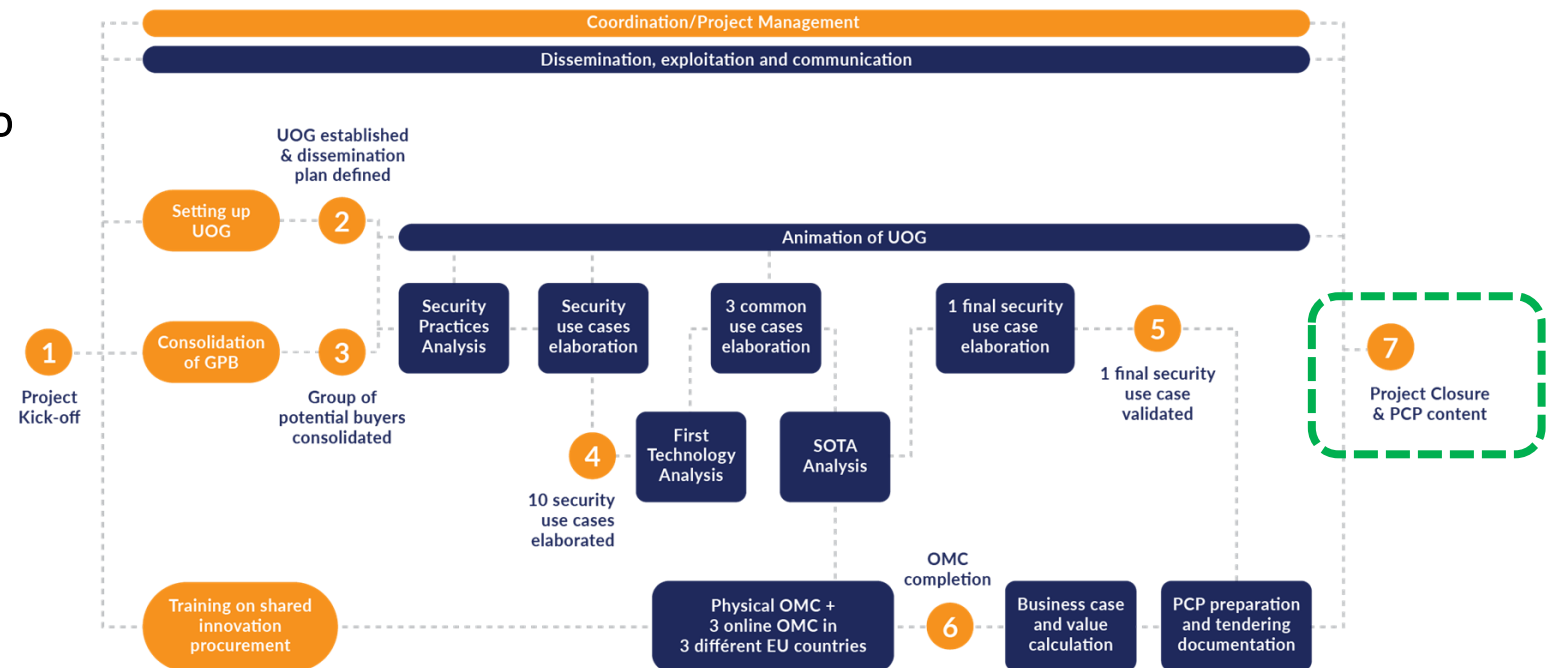 Coordination/Project Management
Dissemination, exploitation and communication
UOG established
& dissemination
plan defined
Setting up
UOG
2
Animation of UOG
Security
Practices
Analysis
Security
use cases
elaboration
3 common
use cases
elaboration
1 final security
use case
elaboration
5
1 final security
use case
validated
1
Project
Kick-off
Consolidation
of GPB
3
Group of
potential buyers
consolidated
7
Project Closure
& PCP content
4
10 security
use cases
elaborated
First
Technology
Analysis
SOTA
Analysis
Training on shared
innovation
procurement
Physical OMC +
3 online OMC in
3 différent EU countries
OMC
completion
6
Business case
and value
calculation
PCP preparation
and tendering
documentation